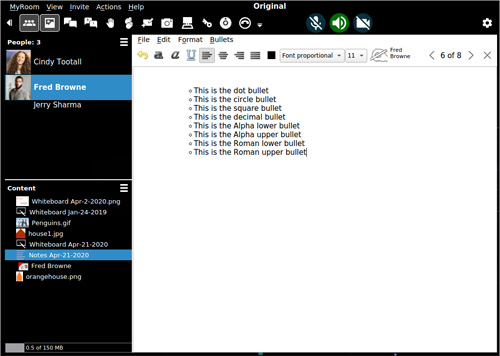 Original
MyRoom View Invite Actions Help
People: 3
Cindy Tootall
Fred Browne
Jerry Sharma
Content
Whiteboard Apr-2-2020.png
Whiteboard Jan-24-2019
Penguins.gif
house1.jpg
Whiteboard Apr-21-2020
Notes Apr-21-2020
Fred Browne
orangehouse.png
0.5 of 150 MB
File Edit Format Bullets
a a U Font proportional 11 Fred Browne 6 of 8
This is the dot bullet
This is the circle bullet
This is the square bullet
This is the decimal bullet
This is the Alpha lower bullet
This is the Alpha upper bullet
This is the Roman lower bullet
This is the Roman upper bullet